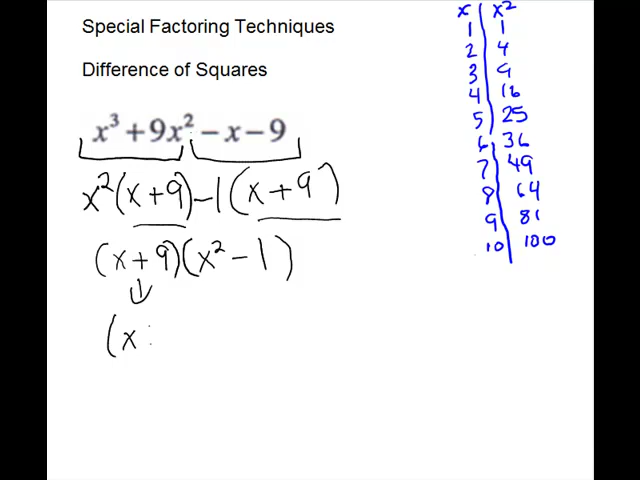 Special Factoring Techniques
Difference of Squares
x³ + 9x² − x − 9
x²(x+9) −1(x+9)
(x+9)(x² − 1)
(x
x x²
1 1
2 4
3 9
4 16
5 25
6 36
7 49
8 64
9 81
10 100